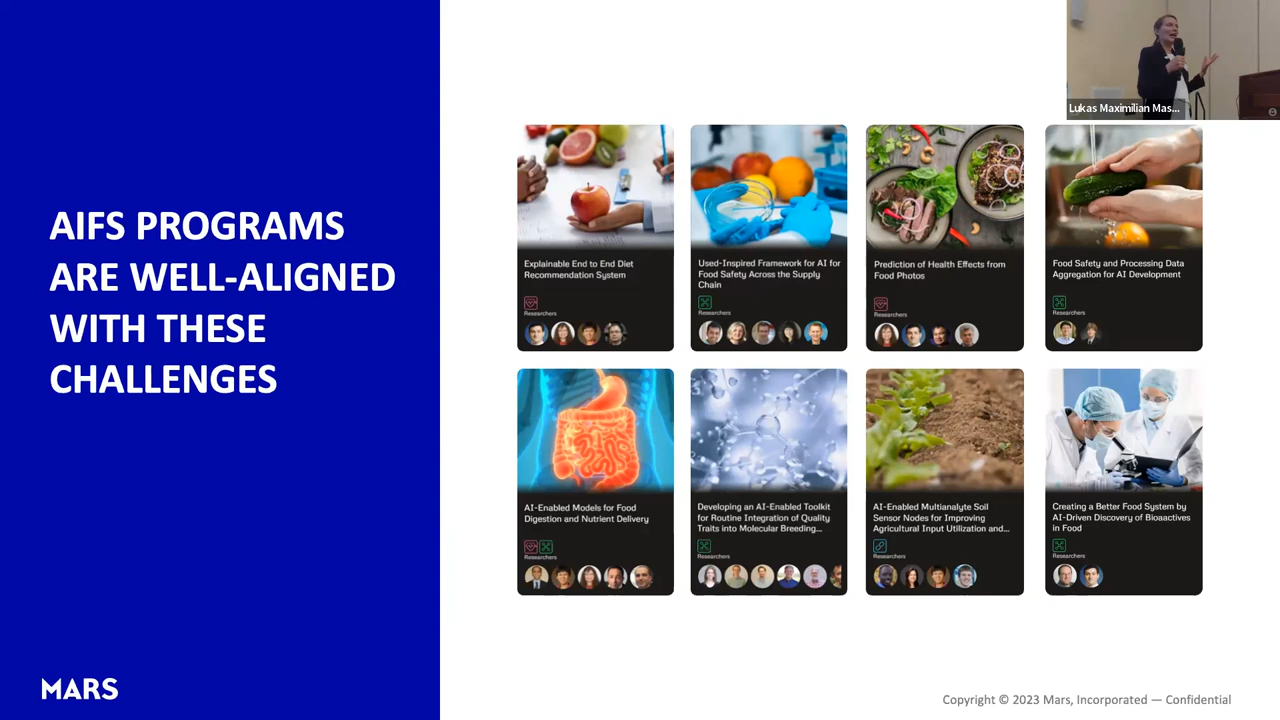 Lukas Maximilian Mas...
AIFS PROGRAMS
ARE WELL-ALIGNED
WITH THESE
CHALLENGES
Explainable End to End Diet
Recommendation System
Researchers
Used-Inspired Framework for AI for
Food Safety Across the Supply
Chain
Researchers
Prediction of Health Effects from
Food Photos
Researchers
Food Safety and Processing Data
Aggregation for AI Development
Researchers
AI-Enabled Models for Food
Digestion and Nutrient Delivery
Researchers
Developing an AI-Enabled Toolkit
for Routine Integration of Quality
Traits into Molecular Breeding...
Researchers
AI-Enabled Multianalyte Soil
Sensor Nodes for Improving
Agricultural Input Utilization and...
Researchers
Creating a Better Food System by
AI-Driven Discovery of Bioactives
in Food
Researchers
MARS
Copyright © 2023 Mars, Incorporated — Confidential